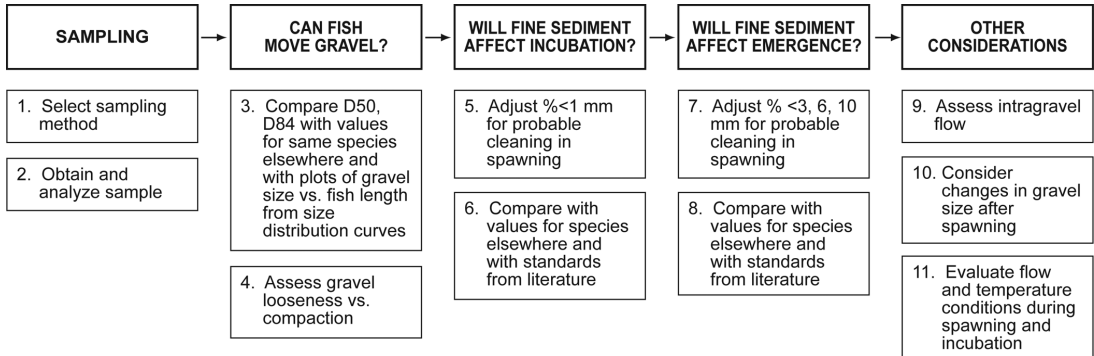 SAMPLING
CAN FISH
MOVE GRAVEL?
WILL FINE SEDIMENT
AFFECT INCUBATION?
WILL FINE SEDIMENT
AFFECT EMERGENCE?
OTHER
CONSIDERATIONS
1. Select sampling
method
2. Obtain and
analyze sample
3. Compare D50,
D84 with values
for same species
elsewhere and
with plots of gravel
size vs. fish length
from size
distribution curves
4. Assess gravel
looseness vs.
compaction
5. Adjust %<1 mm
for probable
cleaning in
spawning
6. Compare with
values for species
elsewhere and
with standards
from literature
7. Adjust % <3, 6, 10
mm for probable
cleaning in
spawning
8. Compare with
values for species
elsewhere and
with standards
from literature
9. Assess intragravel
flow
10. Consider
changes in gravel
size after
spawning
11. Evaluate flow
and temperature
conditions during
spawning and
incubation